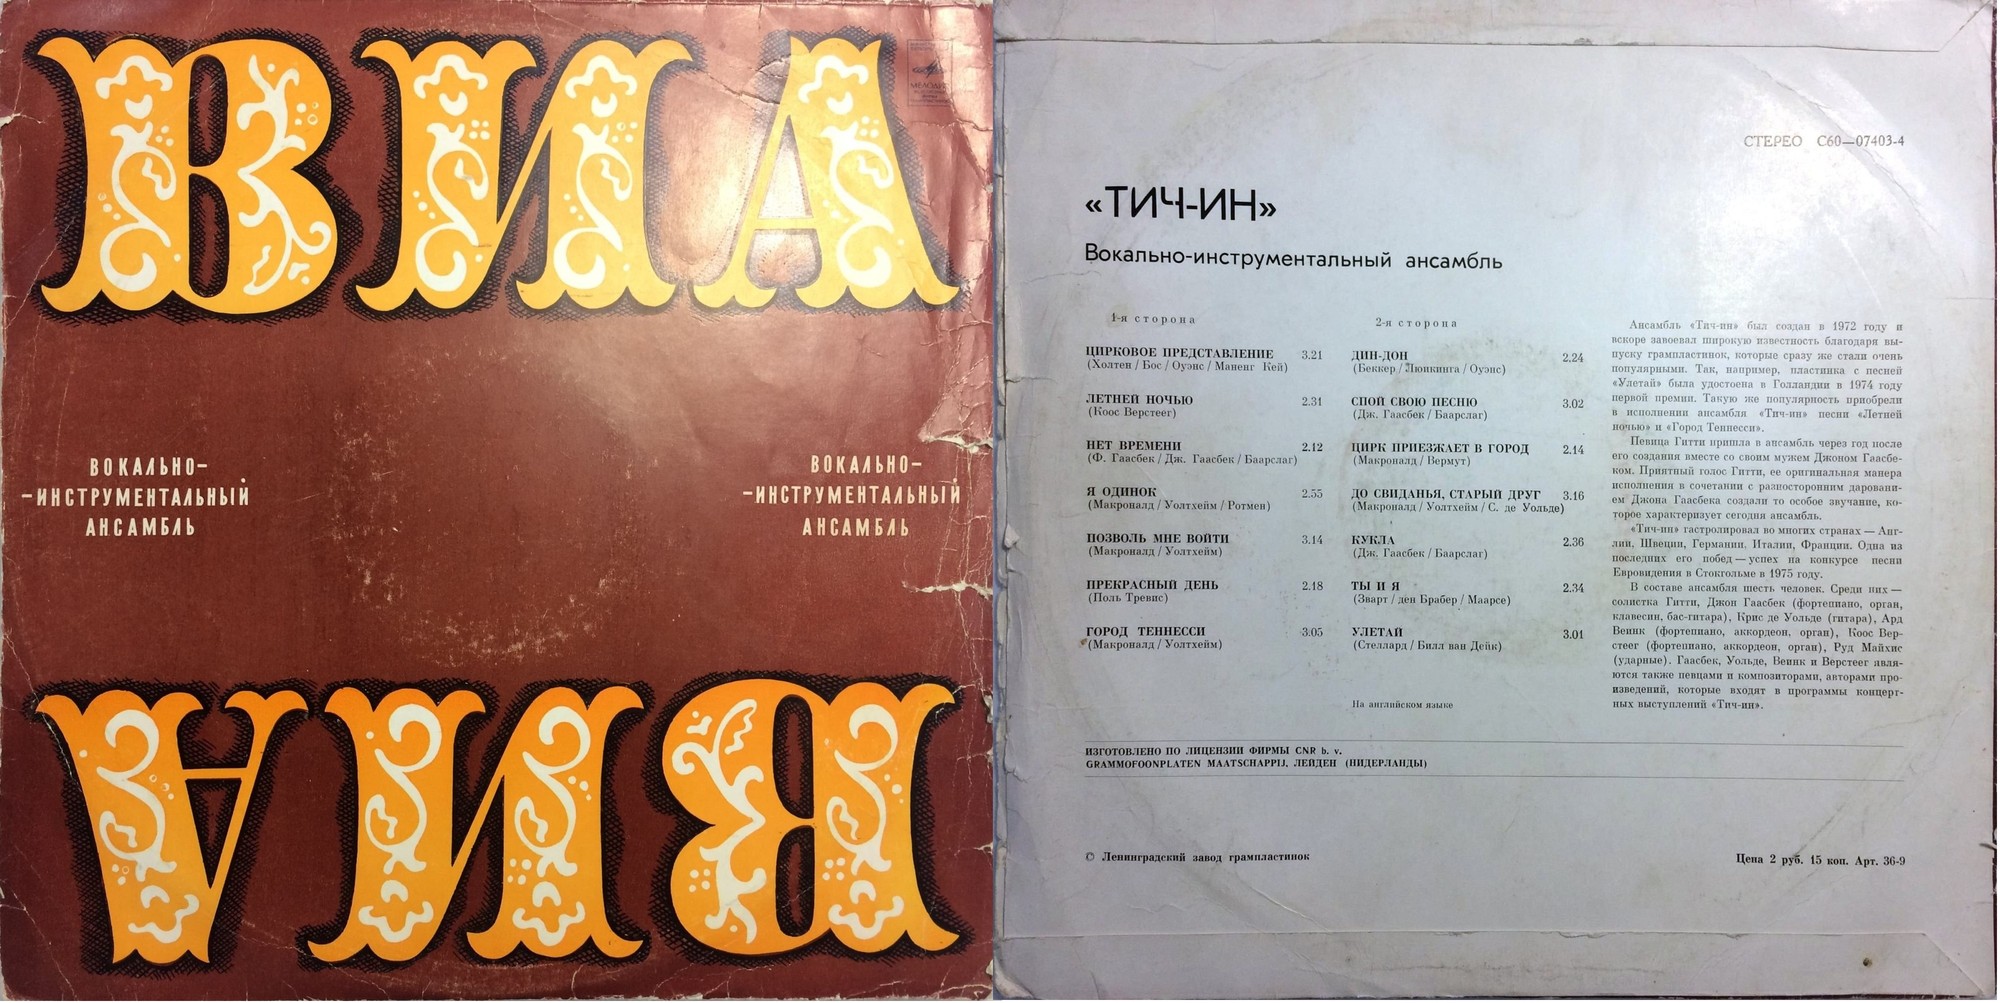 ВИА
МЕЛОДИЯ
ВОКАЛЬНО-
-ИНСТРУМЕНТАЛЬНЫЙ
АНСАМБЛЬ
ВОКАЛЬНО-
-ИНСТРУМЕНТАЛЬНЫЙ
АНСАМБЛЬ
ВИА
СТЕРЕО С60—07403-4
«ТИЧ-ИН»
Вокально-инструментальный ансамбль
1-я сторона
ЦИРКОВОЕ ПРЕДСТАВЛЕНИЕ 3.21
(Холтен / Бос / Оуэнс / Маненг Кей)
ЛЕТНЕЙ НОЧЬЮ 2.31
(Коос Верстеег)
НЕТ ВРЕМЕНИ 2.12
(Ф. Гаасбек / Дж. Гаасбек / Баарслаг)
Я ОДИНОК 2.55
(Макроналд / Уолтхейм / Ротмен)
ПОЗВОЛЬ МНЕ ВОЙТИ 3.14
(Макроналд / Уолтхейм)
ПРЕКРАСНЫЙ ДЕНЬ 2.18
(Поль Тревис)
ГОРОД ТЕННЕССИ 3.05
(Макроналд / Уолтхейм)
2-я сторона
ДИН-ДОН 2.24
(Беккер / Люикинга / Оуэнс)
СПОЙ СВОЮ ПЕСНЮ 3.02
(Дж. Гаасбек / Баарслаг)
ЦИРК ПРИЕЗЖАЕТ В ГОРОД 2.14
(Макроналд / Вермут)
ДО СВИДАНЬЯ, СТАРЫЙ ДРУГ 3.16
(Макроналд / Уолтхейм / С. де Уольде)
КУКЛА 2.36
(Дж. Гаасбек / Баарслаг)
ТЫ И Я 2.34
(Зварт / ден Брабер / Маарсе)
УЛЕТАЙ 3.01
(Стеллард / Билл ван Дейк)
На английском языке
Ансамбль «Тич-ин» был создан в 1972 году и
вскоре завоевал широкую известность благодаря вы-
пуску грампластинок, которые сразу же стали очень
популярными. Так, например, пластинка с песней
«Улетай» была удостоена в Голландии в 1974 году
первой премии. Такую же популярность приобрели
в исполнении ансамбля «Тич-ин» песни «Летней
ночью» и «Город Теннесси».
Певица Гитти пришла в ансамбль через год после
его создания вместе со своим мужем Джоном Гаасбе-
ком. Приятный голос Гитти, ее оригинальная манера
исполнения в сочетании с разносторонним даровани-
ем Джона Гаасбека создали то особое звучание, ко-
торое характеризует сегодня ансамбль.
«Тич-ин» гастролировал во многих странах — Анг-
лии, Швеции, Германии, Италии, Франции. Одна из
последних его побед — успех на конкурсе песни
Евровидения в Стокгольме в 1975 году.
В составе ансамбля шесть человек. Среди них —
солистка Гитти, Джон Гаасбек (фортепиано, орган,
клавесин, бас-гитара), Крис де Уольде (гитара), Ард
Веинк (фортепиано, аккордеон, орган), Коос Вер-
стеег (фортепиано, аккордеон, орган), Руд Майхис
(ударные). Гаасбек, Уольде, Веинк и Верстеег явля-
ются также певцами и композиторами, авторами про-
изведений, которые входят в программы концерт-
ных выступлений «Тич-ин».
ИЗГОТОВЛЕНО ПО ЛИЦЕНЗИИ ФИРМЫ CNR b. v.
GRAMMOFOONPLATEN MAATSCHAPPIJ, ЛЕЙДЕН (НИДЕРЛАНДЫ)
© Ленинградский завод грампластинок
Цена 2 руб. 15 коп. Арт. 36-9